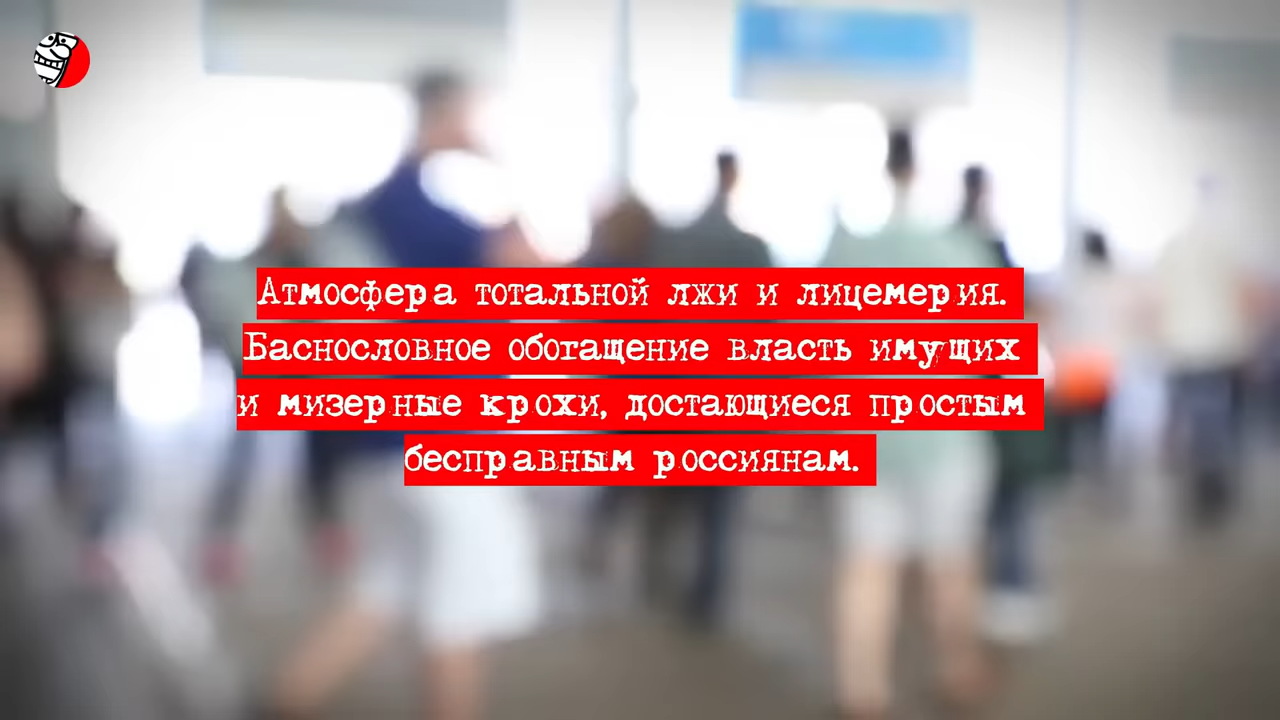 Атмосфера тотальной лжи и лицемерия.
Баснословное обогащение власть имущих
и мизерные крохи, достающиеся простым
бесправным россиянам.